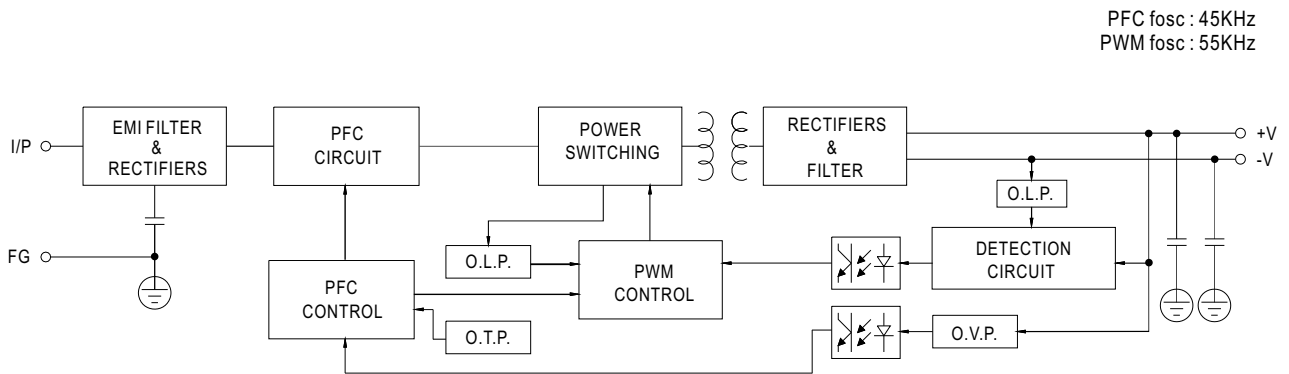 PFC fosc : 45KHz
PWM fosc : 55KHz
I/P
EMI FILTER
&
RECTIFIERS
PFC
CIRCUIT
POWER
SWITCHING
RECTIFIERS
&
FILTER
+V
-V
O.L.P.
FG
O.L.P.
PFC
CONTROL
PWM
CONTROL
DETECTION
CIRCUIT
O.T.P.
O.V.P.